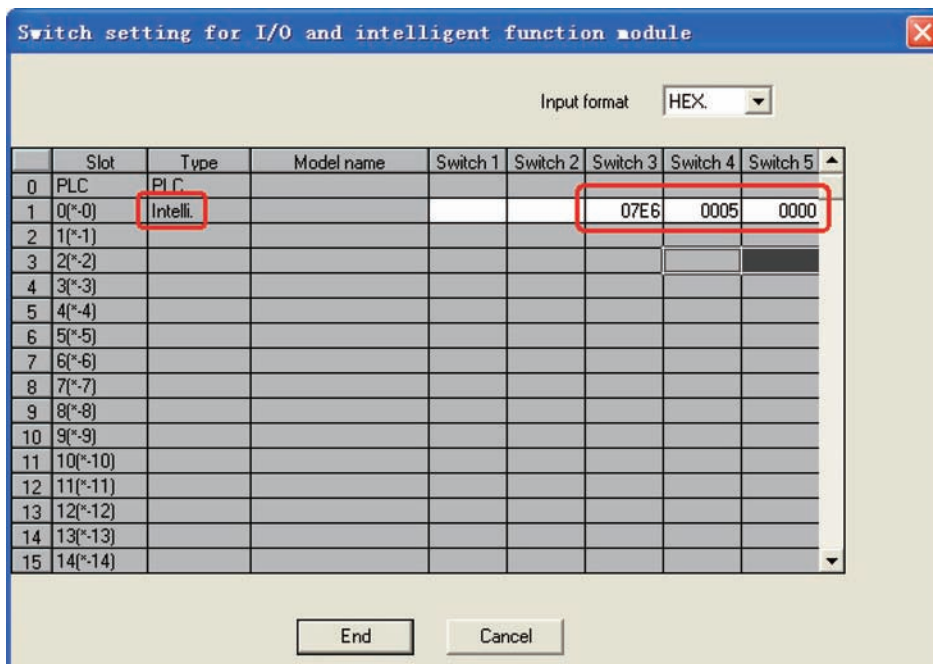 Switch setting for I/O and intelligent function module
Input format HEX.
Slot Type Model name Switch 1 Switch 2 Switch 3 Switch 4 Switch 5
0 PLC PLC
1 0(*-0) Intelli. 07E6 0005 0000
2 1(*-1)
3 2(*-2)
4 3(*-3)
5 4(*-4)
6 5(*-5)
7 6(*-6)
8 7(*-7)
9 8(*-8)
10 9(*-9)
11 10(*-10)
12 11(*-11)
13 12(*-12)
14 13(*-13)
15 14(*-14)
End Cancel